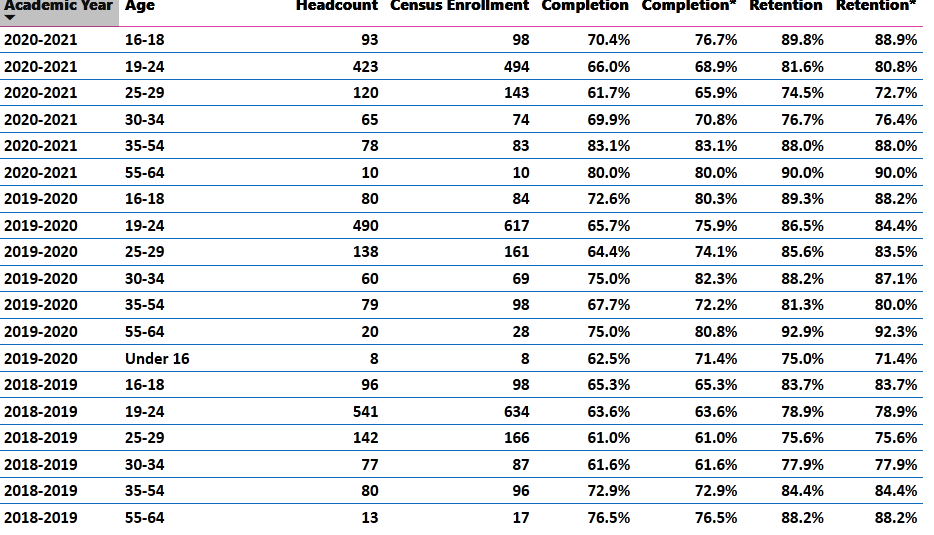 Academic Year Age Headcount Census Enrollment Completion Completion* Retention Retention*
2020-2021 16-18 93 98 70.4% 76.7% 89.8% 88.9%
2020-2021 19-24 423 494 66.0% 68.9% 81.6% 80.8%
2020-2021 25-29 120 143 61.7% 65.9% 74.5% 72.7%
2020-2021 30-34 65 74 69.9% 70.8% 76.7% 76.4%
2020-2021 35-54 78 83 83.1% 83.1% 88.0% 88.0%
2020-2021 55-64 10 10 80.0% 80.0% 90.0% 90.0%
2019-2020 16-18 80 84 72.6% 80.3% 89.3% 88.2%
2019-2020 19-24 490 617 65.7% 75.9% 86.5% 84.4%
2019-2020 25-29 138 161 64.4% 74.1% 85.6% 83.5%
2019-2020 30-34 60 69 75.0% 82.3% 88.2% 87.1%
2019-2020 35-54 79 98 67.7% 72.2% 81.3% 80.0%
2019-2020 55-64 20 28 75.0% 80.8% 92.9% 92.3%
2019-2020 Under 16 8 8 62.5% 71.4% 75.0% 71.4%
2018-2019 16-18 96 98 65.3% 65.3% 83.7% 83.7%
2018-2019 19-24 541 634 63.6% 63.6% 78.9% 78.9%
2018-2019 25-29 142 166 61.0% 61.0% 75.6% 75.6%
2018-2019 30-34 77 87 61.6% 61.6% 77.9% 77.9%
2018-2019 35-54 80 96 72.9% 72.9% 84.4% 84.4%
2018-2019 55-64 13 17 76.5% 76.5% 88.2% 88.2%